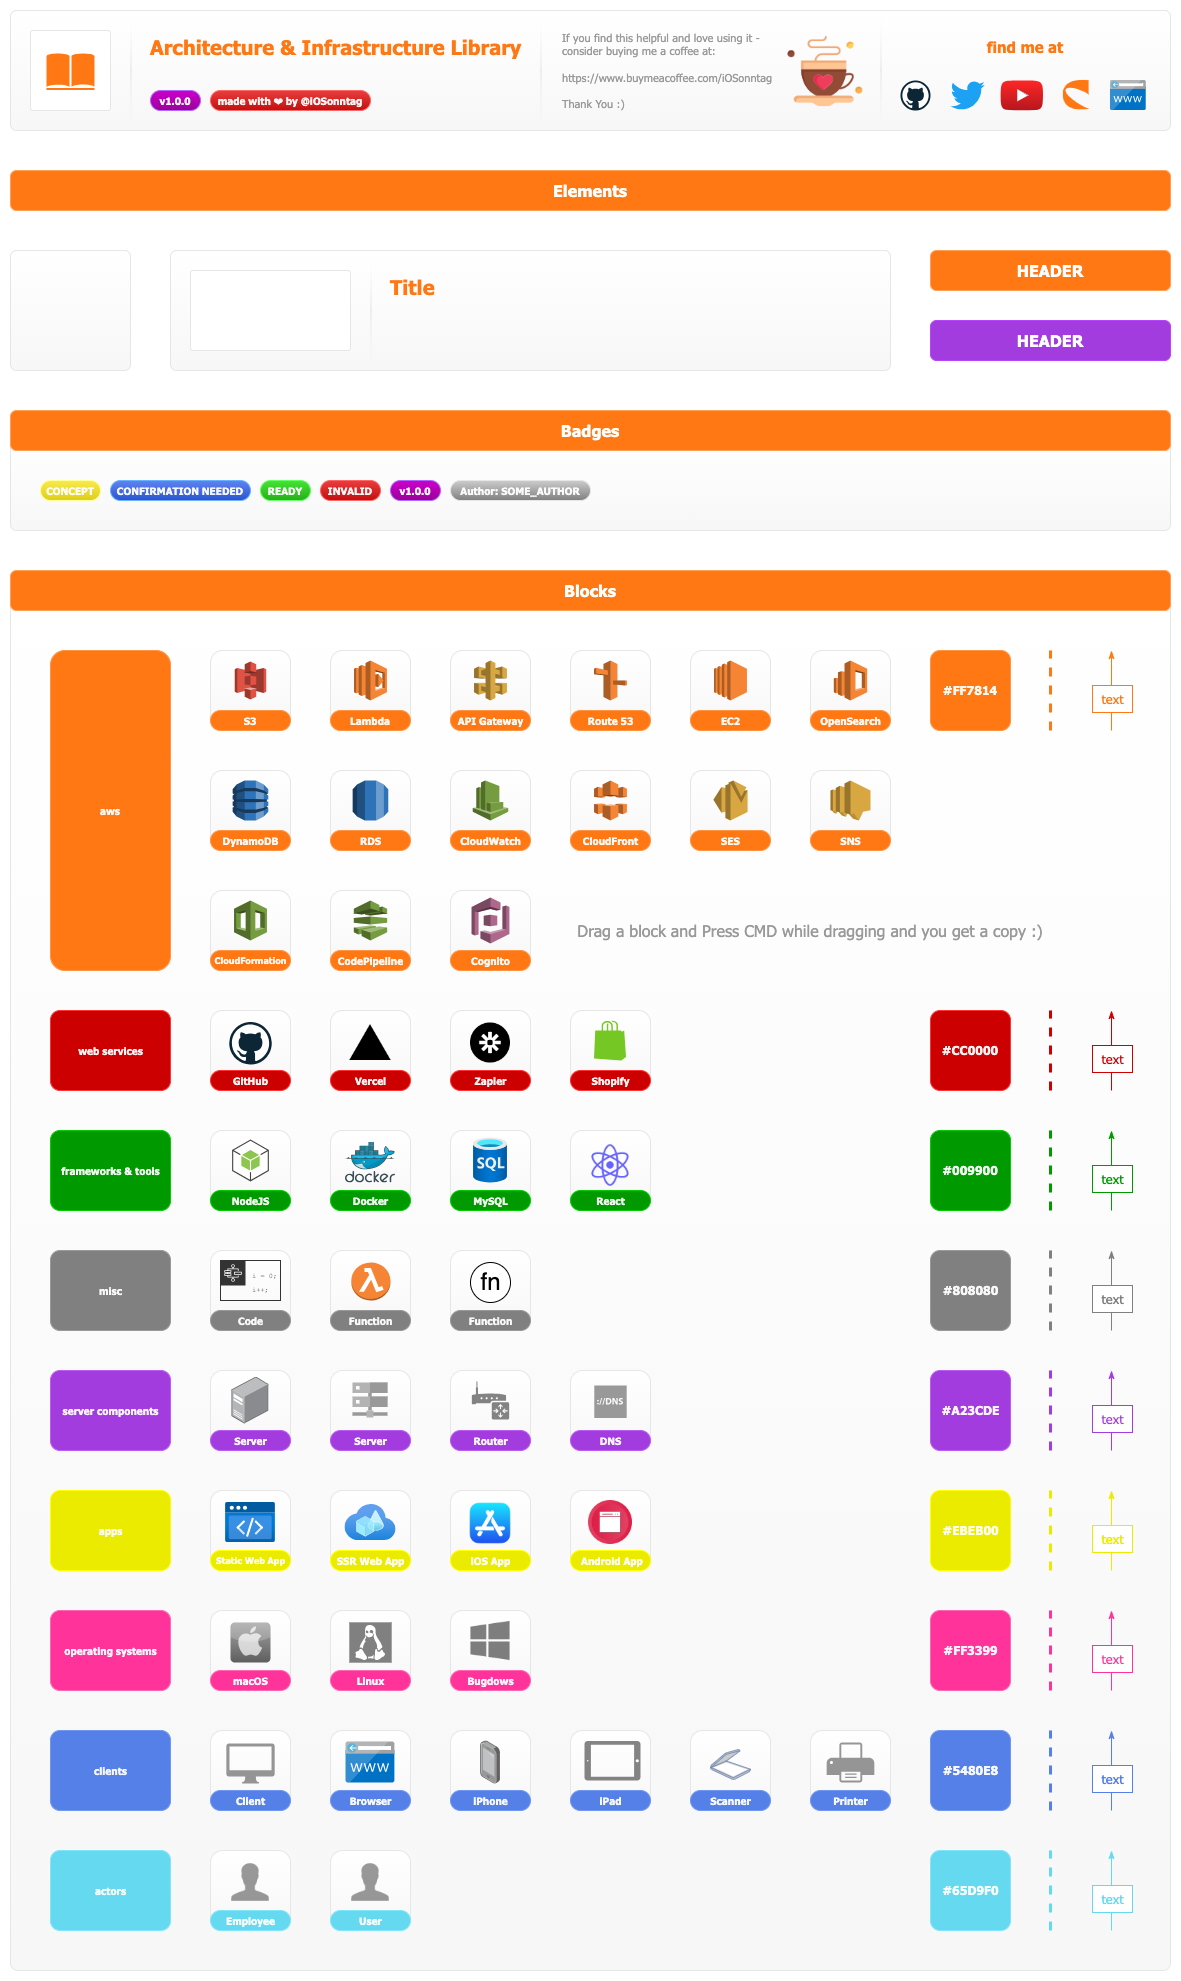 Architecture & Infrastructure Library
v1.0.0
made with ❤ by @iOSonntag
If you find this helpful and love using it -
consider buying me a coffee at:
https://www.buymeacoffee.com/iOSonntag
Thank You :)
find me at
WWW
Elements
Title
HEADER
HEADER
Badges
CONCEPT
CONFIRMATION NEEDED
READY
INVALID
v1.0.0
Author: SOME_AUTHOR
Blocks
aws
S3
Lambda
API Gateway
Route 53
EC2
OpenSearch
#FF7814
text
DynamoDB
RDS
CloudWatch
CloudFront
SES
SNS
CloudFormation
CodePipeline
Cognito
Drag a block and Press CMD while dragging and you get a copy :)
web services
GitHub
Vercel
Zapier
Shopify
#CC0000
text
frameworks & tools
NodeJS
docker
Docker
SQL
MySQL
React
#009900
text
misc
i = 0;
i++;
Code
Function
fn
Function
#808080
text
server components
Server
Server
Router
://DNS
DNS
#A23CDE
text
apps
</>
Static Web App
SSR Web App
iOS App
Android App
#EBEB00
text
operating systems
macOS
Linux
Bugdows
#FF3399
text
clients
Client
WWW
Browser
iPhone
iPad
Scanner
Printer
#5480E8
text
actors
Employee
User
#65D9F0
text